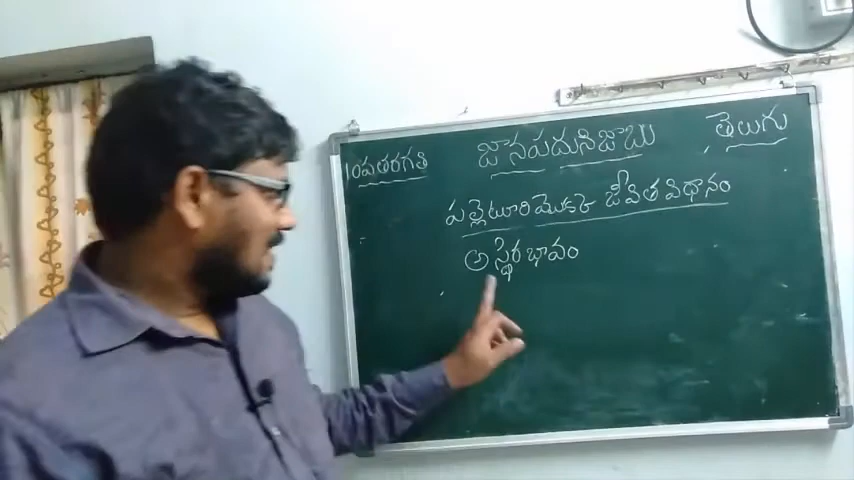 10వతరగతి జానపదునిజాబు తెలుగు
పల్లెటూరియొక్క జీవిత విధానం
అస్థిరభావం